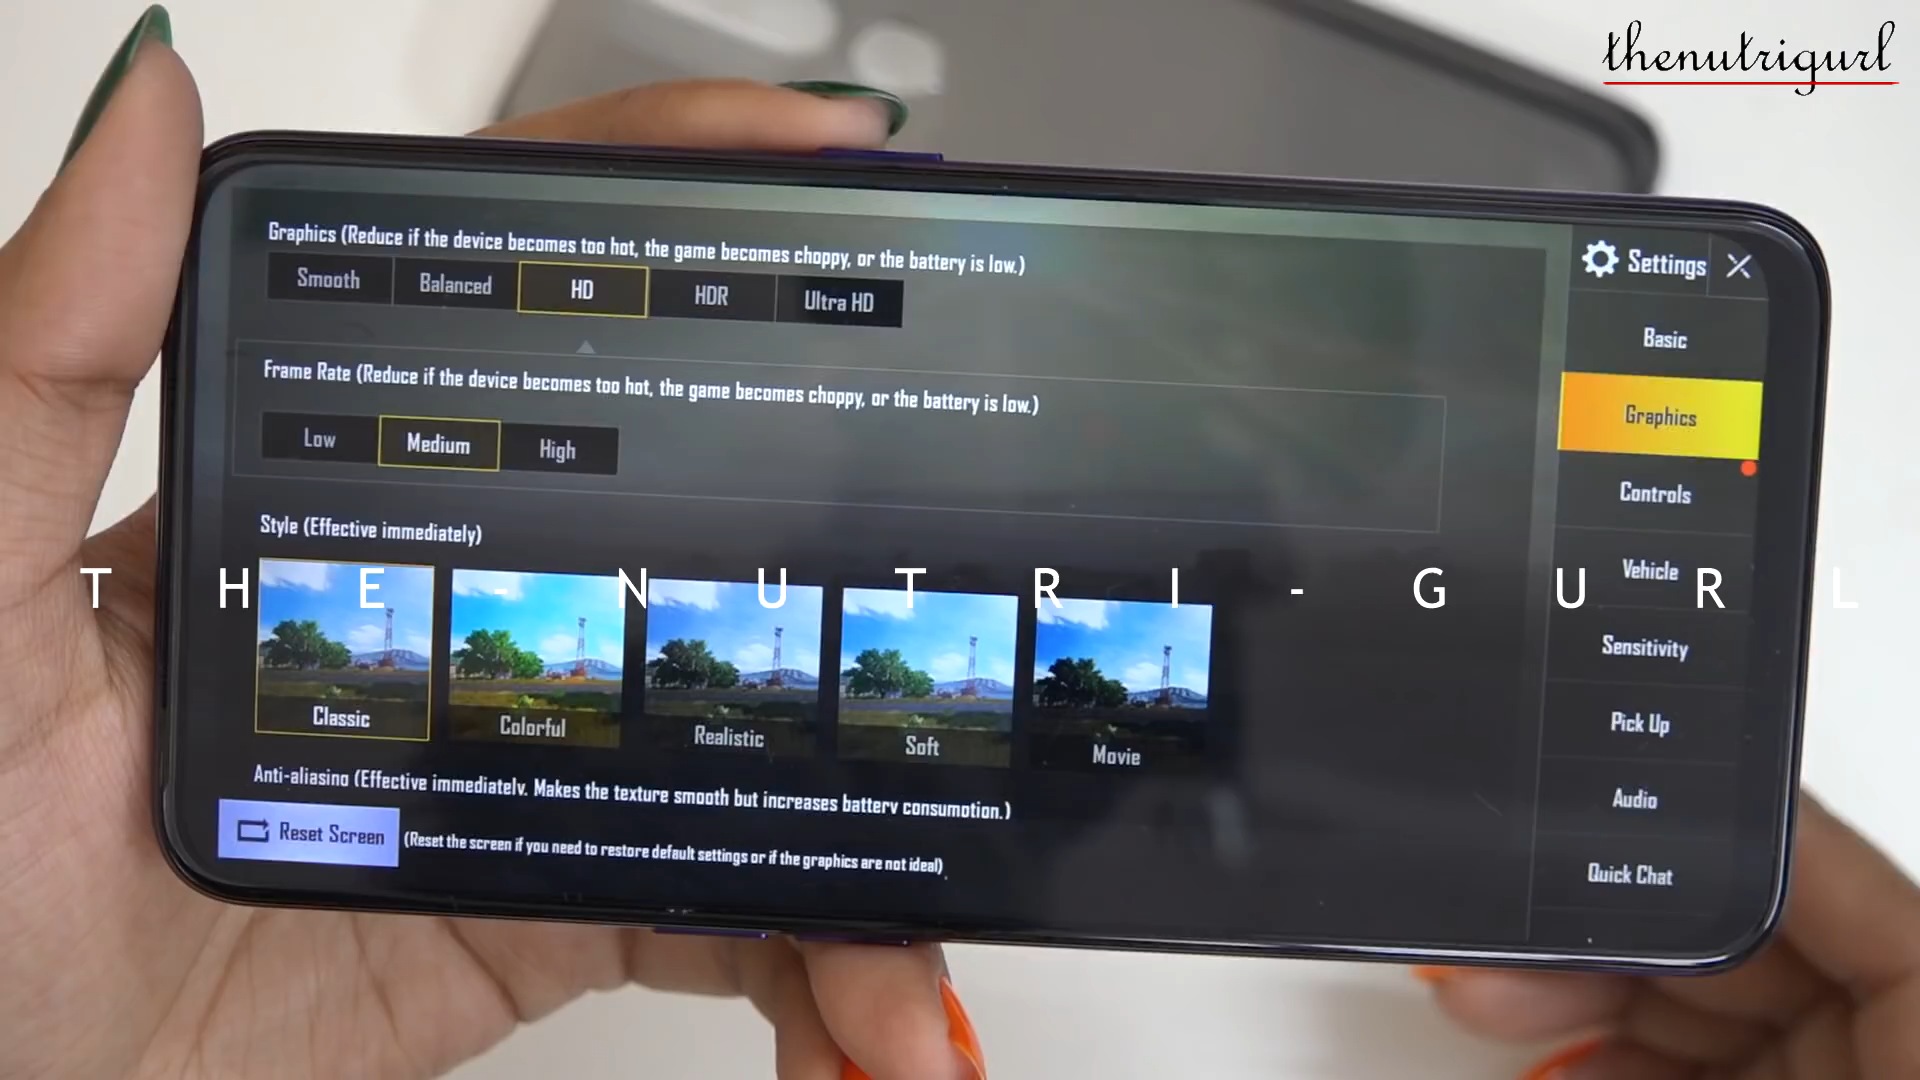 thenutrigurl
Graphics (Reduce if the device becomes too hot, the game becomes choppy, or the battery is low.)
Smooth Balanced HD HDR Ultra HD
Frame Rate (Reduce if the device becomes too hot, the game becomes choppy, or the battery is low.)
Low Medium High
Style (Effective immediately)
Classic Colorful Realistic Soft Movie
Anti-aliasing (Effective immediately. Makes the texture smooth but increases battery consumption.)
Reset Screen (Reset the screen if you need to restore default settings or if the graphics are not ideal)
Settings
Basic
Graphics
Controls
Vehicle
Sensitivity
Pick Up
Audio
Quick Chat
THE-NUTRI-GURL